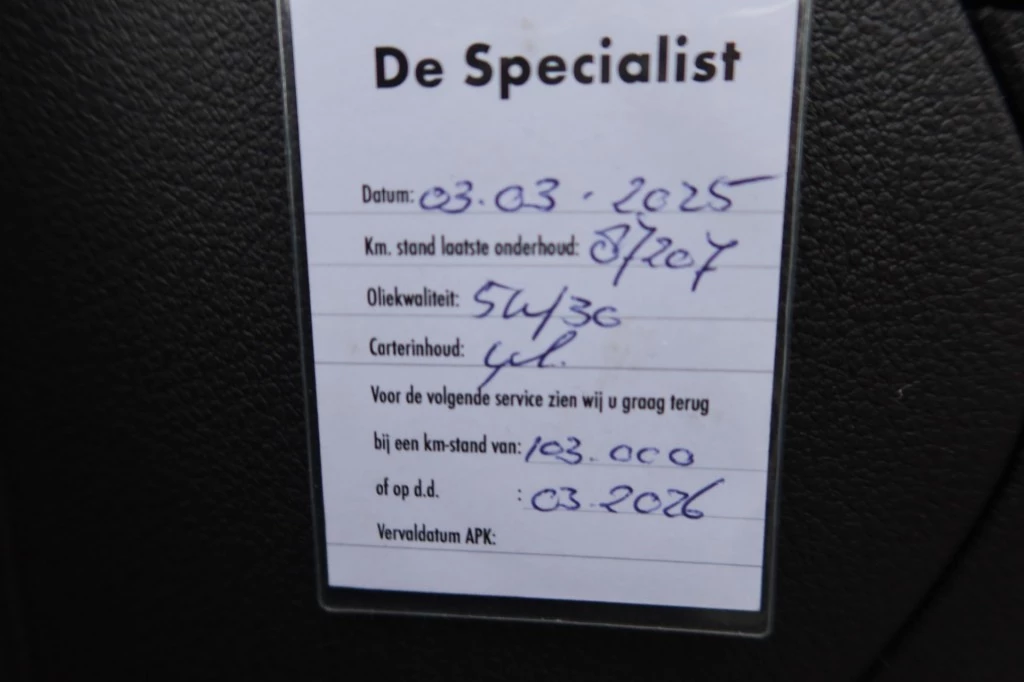 De Specialist
Datum: 03.03.2025
Km. stand laatste onderhoud: 87207
Oliekwaliteit: 5W/30
Carterinhoud: 4l.
Voor de volgende service zien wij u graag terug
bij een km-stand van: 103.000
of op d.d. : 03.2026
Vervaldatum APK: